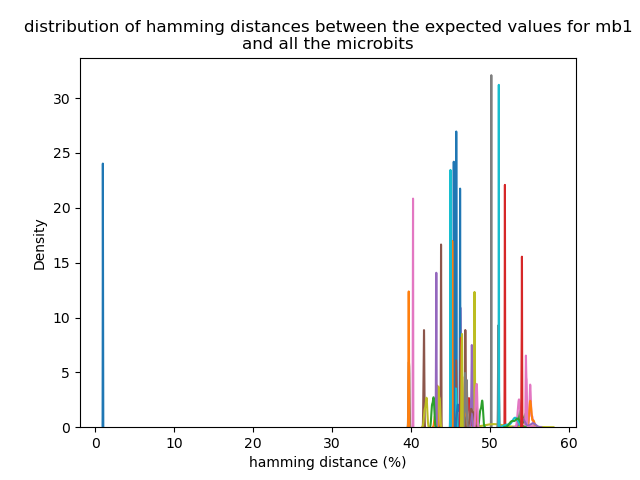 distribution of hamming distances between the expected values for mb1
and all the microbits
Density
30
25
20
15
10
5
0
0 10 20 30 40 50 60
hamming distance (%)